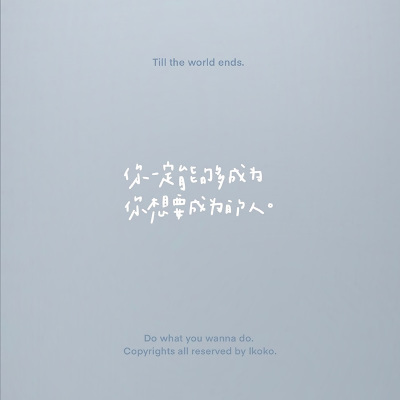 Till the world ends.
你一定能够成为
你想要成为的人。
Do what you wanna do.
Copyrights all reserved by Ikoko.